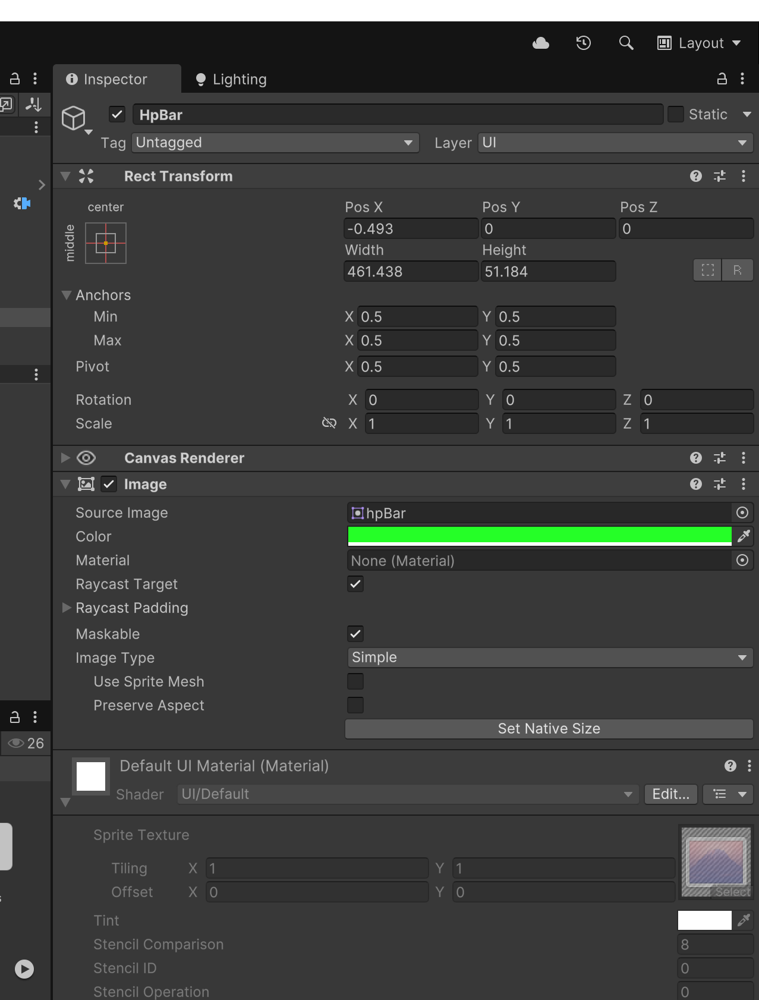 Layout
Inspector
Lighting
HpBar
Static
Tag
Untagged
Layer
UI
Rect Transform
center
middle
Pos X
Pos Y
Pos Z
-0.493
0
0
Width
Height
461.438
51.184
R
Anchors
Min
X 0.5
Y 0.5
Max
X 0.5
Y 0.5
Pivot
X 0.5
Y 0.5
Rotation
X 0
Y 0
Z 0
Scale
X 1
Y 1
Z 1
Canvas Renderer
Image
Source Image
hpBar
Color
Material
None (Material)
Raycast Target
Raycast Padding
Maskable
Image Type
Simple
Use Sprite Mesh
Preserve Aspect
Set Native Size
26
Default UI Material (Material)
Shader
UI/Default
Edit...
Sprite Texture
Tiling
X 1
Y 1
Offset
X 0
Y 0
Select
s
Tint
Stencil Comparison
8
Stencil ID
0
Stencil Operation
0